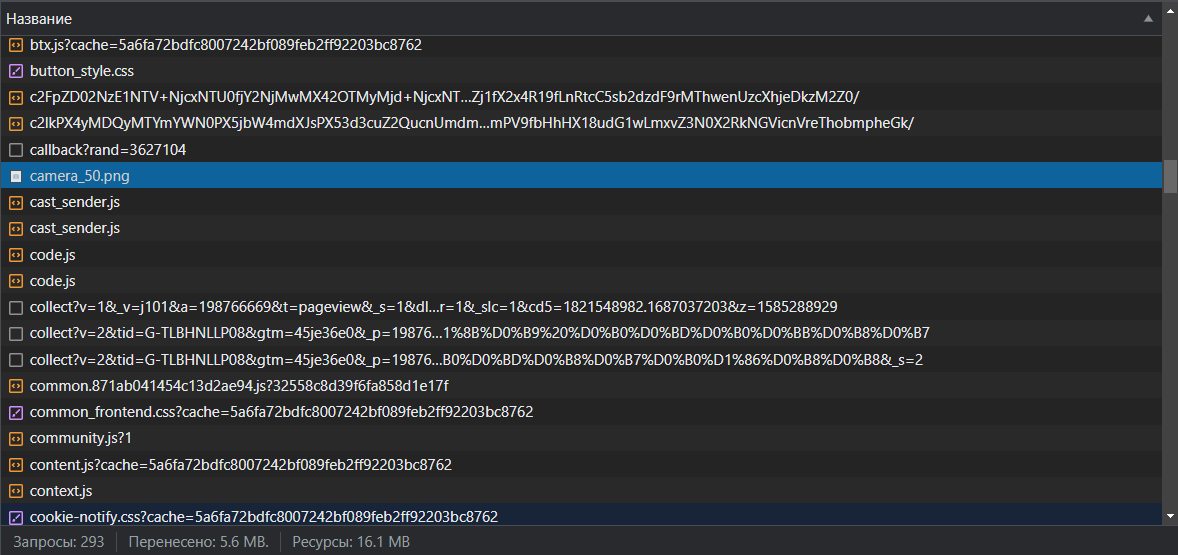 Название
btx.js?cache=5a6fa72bdfc8007242bf089feb2ff92203bc8762
button_style.css
c2FpZD02NzE1NTV+NjcxNTU0fjY2NjMwMX42OTMyMjd+NjcxNT...Zj1fX2x4R19fLnRtcC5sb2dzdF9rMThwenUzcXhjeDkzM2Z0/
c2lkPX4yMDQyMTYmYWN0PX5jbW4mdXJsPX53d3cuZ2QucnUmdm...mPV9fbHhHX18udG1wLmxvZ3N0X2RkNGVicnVreThobmpheGk/
callback?rand=3627104
camera_50.png
cast_sender.js
cast_sender.js
code.js
code.js
collect?v=1&_v=j101&a=198766669&t=pageview&_s=1&dl...r=1&_slc=1&cd5=1821548982.1687037203&z=1585288929
collect?v=2&tid=G-TLBHNLLP08&gtm=45je36e0&_p=19876...1%8B%D0%B9%20%D0%B0%D0%BD%D0%B0%D0%BB%D0%B8%D0%B7
collect?v=2&tid=G-TLBHNLLP08&gtm=45je36e0&_p=19876...B0%D0%BD%D0%B8%D0%B7%D0%B0%D1%86%D0%B8%D0%B8&_s=2
common.871ab041454c13d2ae94.js?32558c8d39f6fa858d1e17f
common_frontend.css?cache=5a6fa72bdfc8007242bf089feb2ff92203bc8762
community.js?1
content.js?cache=5a6fa72bdfc8007242bf089feb2ff92203bc8762
context.js
cookie-notify.css?cache=5a6fa72bdfc8007242bf089feb2ff92203bc8762
Запросы: 293
Перенесено: 5.6 MB.
Ресурсы: 16.1 MB